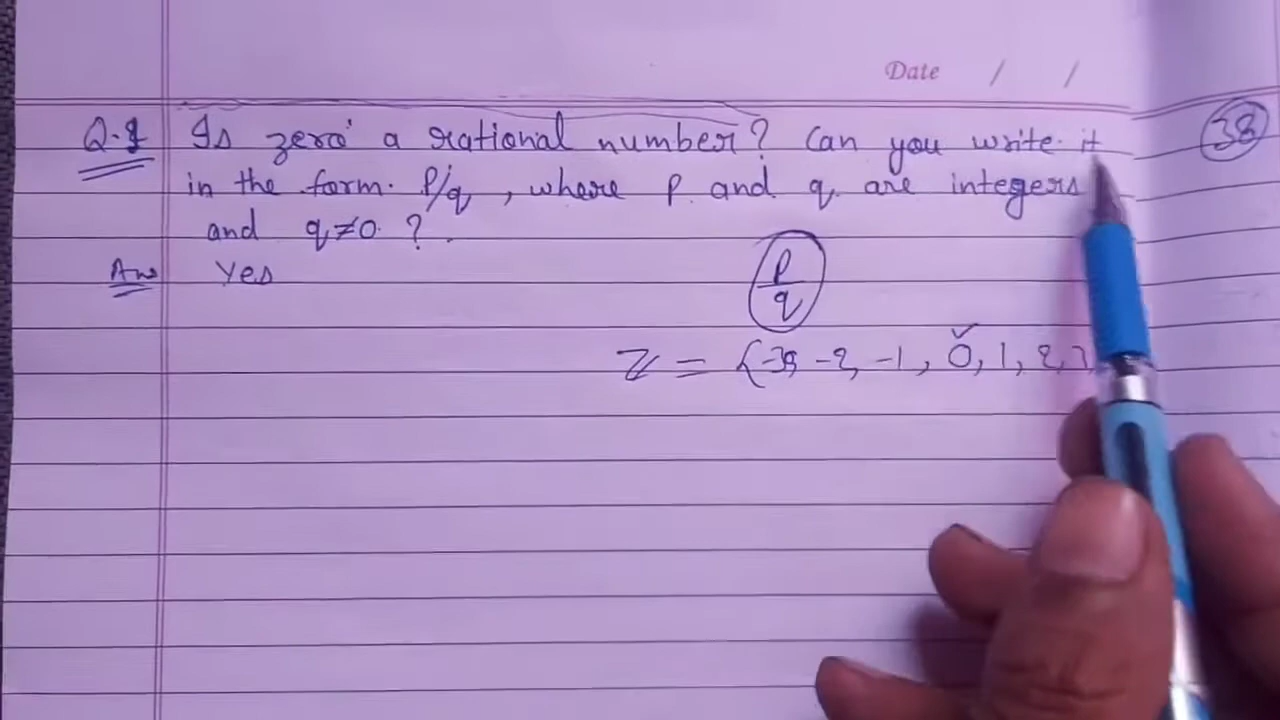 Date / /
Q.1 Is zero a rational number? Can you write it
38
in the form p/q, where p and q are integers
and q≠0 ?
Ans Yes
p/q
Z = {-3, -2, -1, 0, 1, 2,